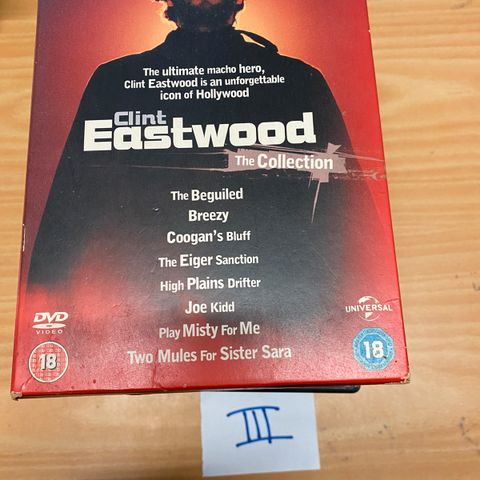 The ultimate macho hero,
Clint Eastwood is an unforgettable
icon of Hollywood
Clint
Eastwood
The Collection
The Beguiled
Breezy
Coogan's Bluff
The Eiger Sanction
High Plains Drifter
Joe Kidd
Play Misty For Me
Two Mules For Sister Sara
DVD
VIDEO
18
UNIVERSAL
18
III